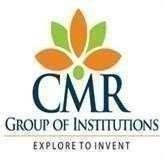 CMR
GROUP OF INSTITUTIONS
EXPLORE TO INVENT